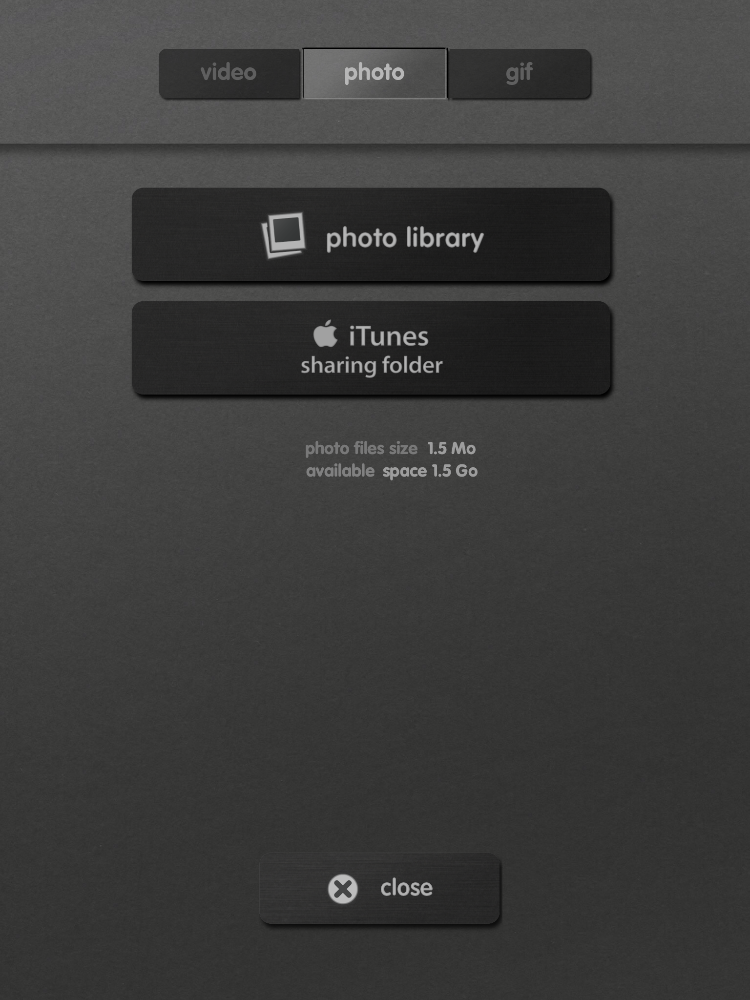 video photo gif
photo library
iTunes
sharing folder
photo files size 1.5 Mo
available space 1.5 Go
close